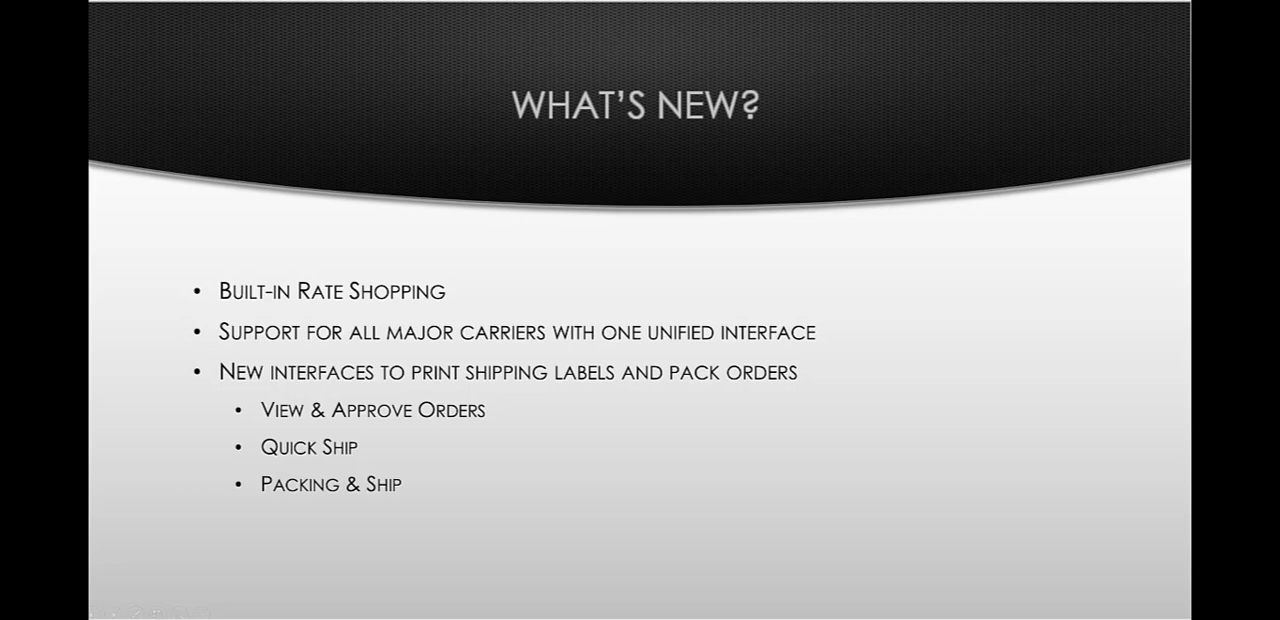 WHAT'S NEW?
• BUILT-IN RATE SHOPPING
• SUPPORT FOR ALL MAJOR CARRIERS WITH ONE UNIFIED INTERFACE
• NEW INTERFACES TO PRINT SHIPPING LABELS AND PACK ORDERS
• VIEW & APPROVE ORDERS
• QUICK SHIP
• PACKING & SHIP